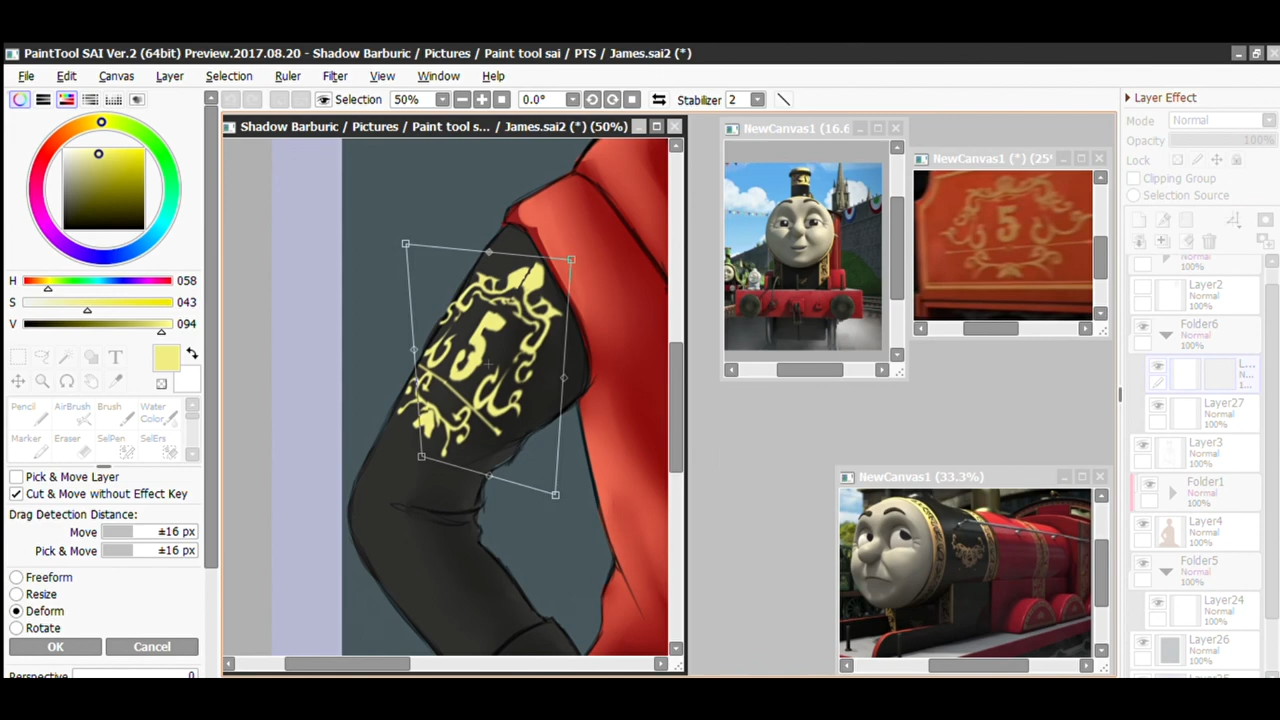 PaintTool SAI Ver.2 (64bit) Preview.2017.08.20 - Shadow Barburic / Pictures / Paint tool sai / PTS / James.sai2 (*)
File Edit Canvas Layer Selection Ruler Filter View Window Help
Selection 50% 0.0° Stabilizer 2
Shadow Barburic / Pictures / Paint tool s... / James.sai2 (*) (50%)
H 058
S 043
V 094
T
Pencil AirBrush Brush Water Color
Marker Eraser SelPen SelErs
Pick & Move Layer
Cut & Move without Effect Key
Drag Detection Distance:
Move ±16 px
Pick & Move ±16 px
Freeform
Resize
Deform
Rotate
OK Cancel
Perspective 0
5
NewCanvas1 (16.6
NewCanvas1 (*) (25%
5
NewCanvas1 (33.3%)
Layer Effect
Mode Normal
Opacity 100%
Lock
Clipping Group
Selection Source
100%
Layer2
Normal
100%
Folder6
Normal
100%
L...
N...
1...
Layer27
Normal
100%
Layer3
Normal
100%
Folder1
Normal
100%
Layer4
Normal
100%
Folder5
Normal
100%
Layer24
Normal
100%
Layer26
Normal
100%